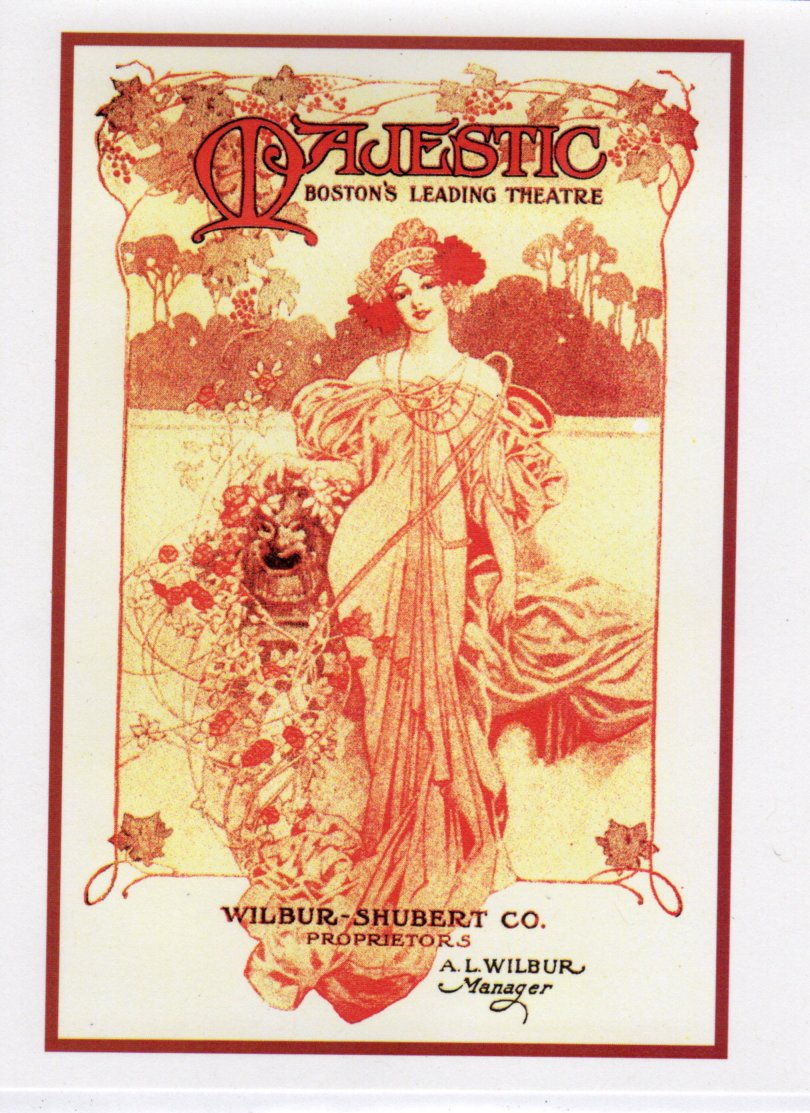 MAJESTIC
BOSTON'S LEADING THEATRE
WILBUR-SHUBERT CO.
PROPRIETORS
A. L. WILBUR
Manager